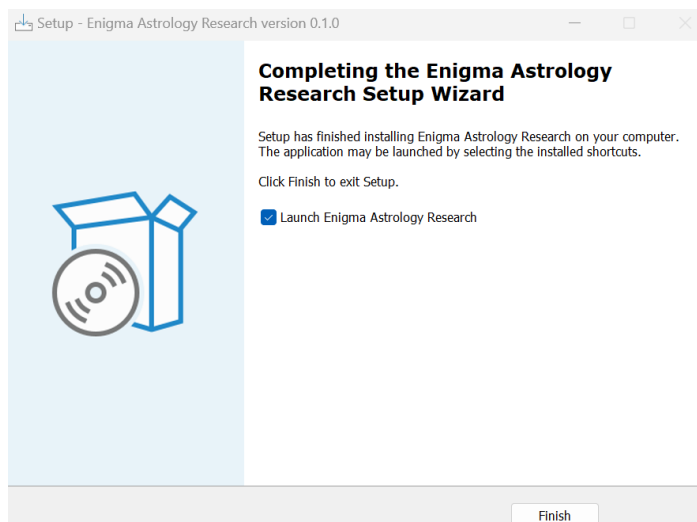 Setup - Enigma Astrology Research version 0.1.0
Completing the Enigma Astrology
Research Setup Wizard
Setup has finished installing Enigma Astrology Research on your computer.
The application may be launched by selecting the installed shortcuts.
Click Finish to exit Setup.
Launch Enigma Astrology Research
Finish